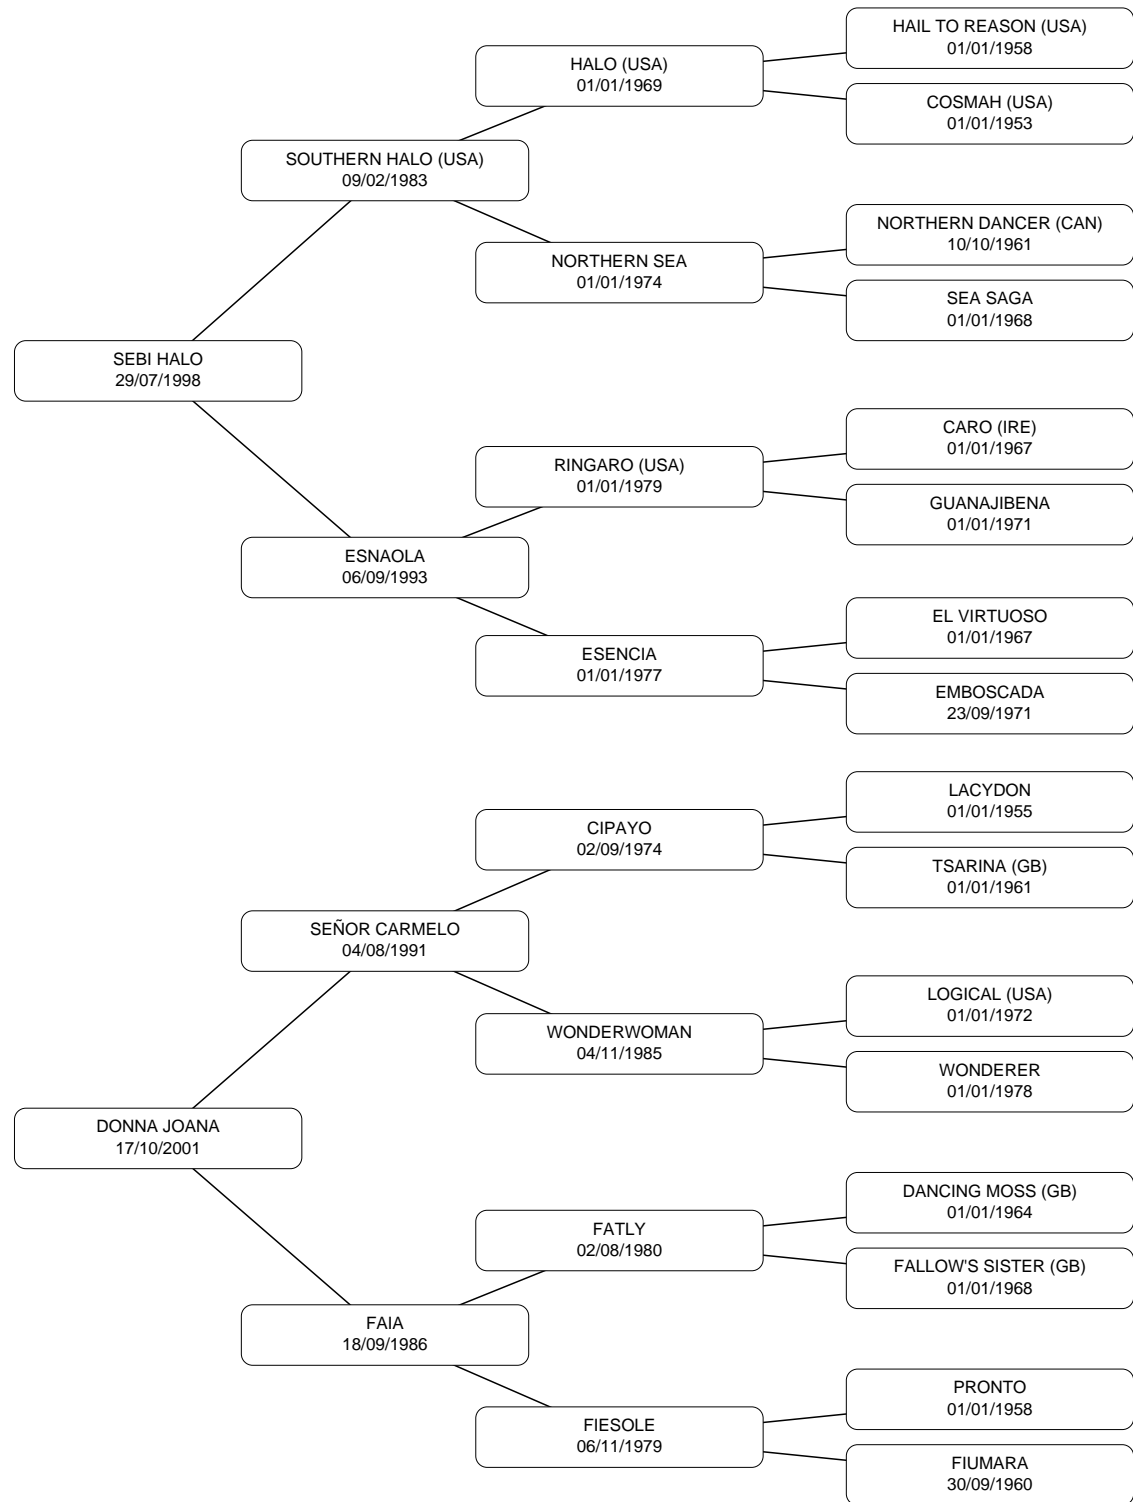 HAIL TO REASON (USA)
01/01/1958
HALO (USA)
01/01/1969
COSMAH (USA)
01/01/1953
SOUTHERN HALO (USA)
09/02/1983
NORTHERN DANCER (CAN)
10/10/1961
NORTHERN SEA
01/01/1974
SEA SAGA
01/01/1968
SEBI HALO
29/07/1998
CARO (IRE)
01/01/1967
RINGARO (USA)
01/01/1979
GUANAJIBENA
01/01/1971
ESNAOLA
06/09/1993
EL VIRTUOSO
01/01/1967
ESENCIA
01/01/1977
EMBOSCADA
23/09/1971
LACYDON
01/01/1955
CIPAYO
02/09/1974
TSARINA (GB)
01/01/1961
SEÑOR CARMELO
04/08/1991
LOGICAL (USA)
01/01/1972
WONDERWOMAN
04/11/1985
WONDERER
01/01/1978
DONNA JOANA
17/10/2001
DANCING MOSS (GB)
01/01/1964
FATLY
02/08/1980
FALLOW'S SISTER (GB)
01/01/1968
FAIA
18/09/1986
PRONTO
01/01/1958
FIESOLE
06/11/1979
FIUMARA
30/09/1960